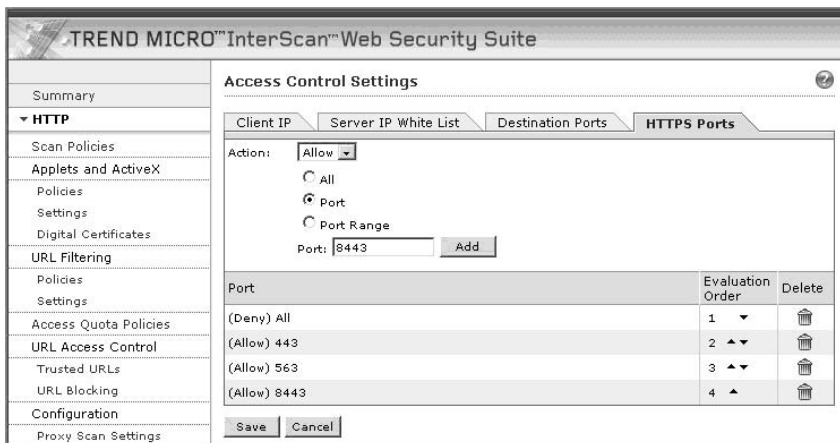 TREND MICRO™ InterScan™ Web Security Suite
Summary
HTTP
Scan Policies
Applets and ActiveX
Policies
Settings
Digital Certificates
URL Filtering
Policies
Settings
Access Quota Policies
URL Access Control
Trusted URLs
URL Blocking
Configuration
Proxy Scan Settings
Access Control Settings
?
Client IP
Server IP White List
Destination Ports
HTTPS Ports
Action: Allow
All
Port
Port Range
Port: 8443 Add
Port Evaluation Order Delete
(Deny) All 1
(Allow) 443 2
(Allow) 563 3
(Allow) 8443 4
Save Cancel